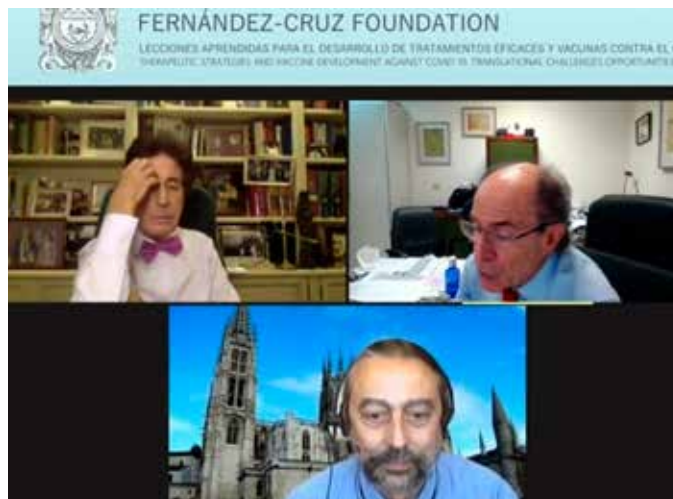 FERNÁNDEZ-CRUZ FOUNDATION
LECCIONES APRENDIDAS PARA EL DESARROLLO DE TRATAMIENTOS EFICACES Y VACUNAS CONTRA EL
THERAPEUTIC STRATEGIES AND VACCINE DEVELOPMENT AGAINST COVID 19: TRANSLATIONAL CHALLENGES OPPORTUNITIES